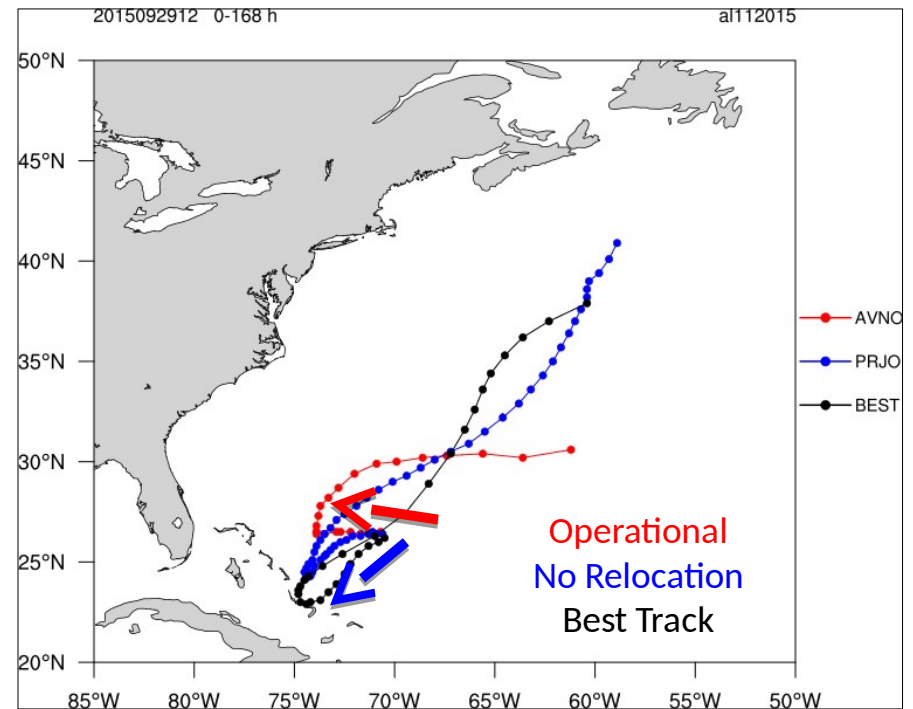 2015092912 0-168 h al112015
50°N
45°N
40°N
35°N
30°N
25°N
20°N
85°W 80°W 75°W 70°W 65°W 60°W 55°W 50°W
AVNO
PRJO
BEST
Operational
No Relocation
Best Track